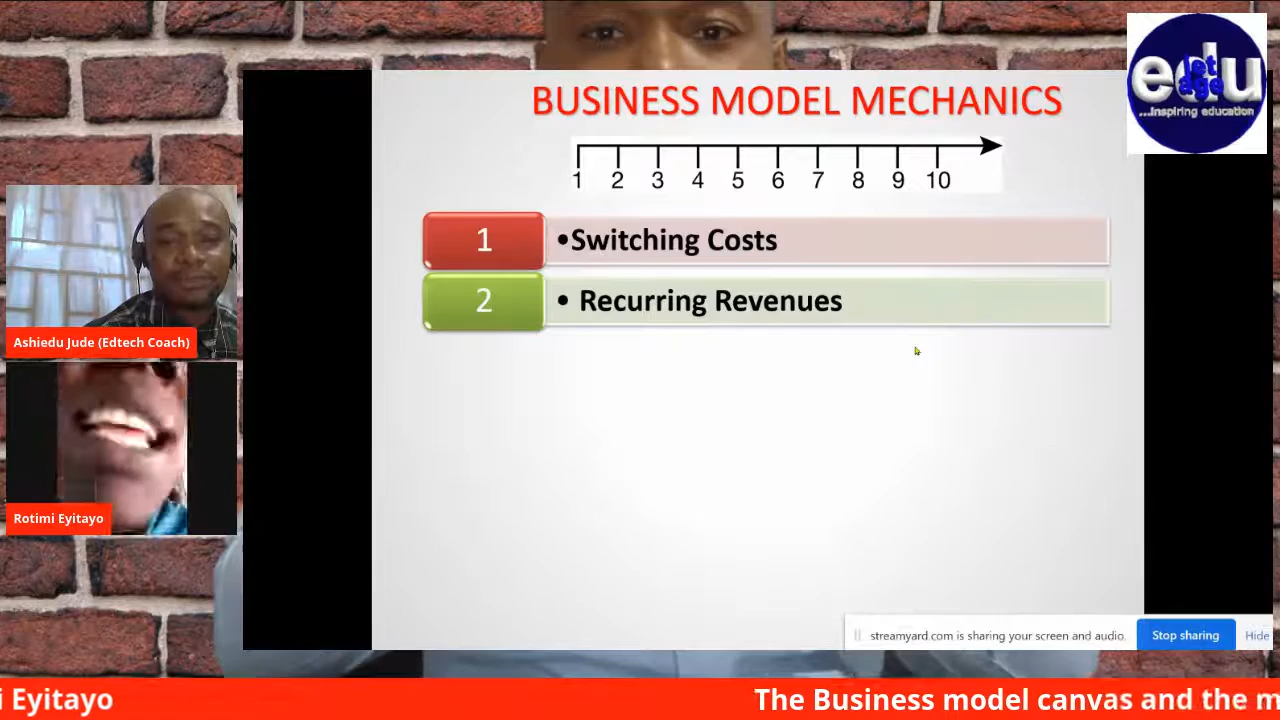 edu
jet
age
...inspiring education
BUSINESS MODEL MECHANICS
1 2 3 4 5 6 7 8 9 10
1 •Switching Costs
2 • Recurring Revenues
Ashiedu Jude (Edtech Coach)
Rotimi Eyitayo
streamyard.com is sharing your screen and audio. Stop sharing Hide
i Eyitayo The Business model canvas and the m